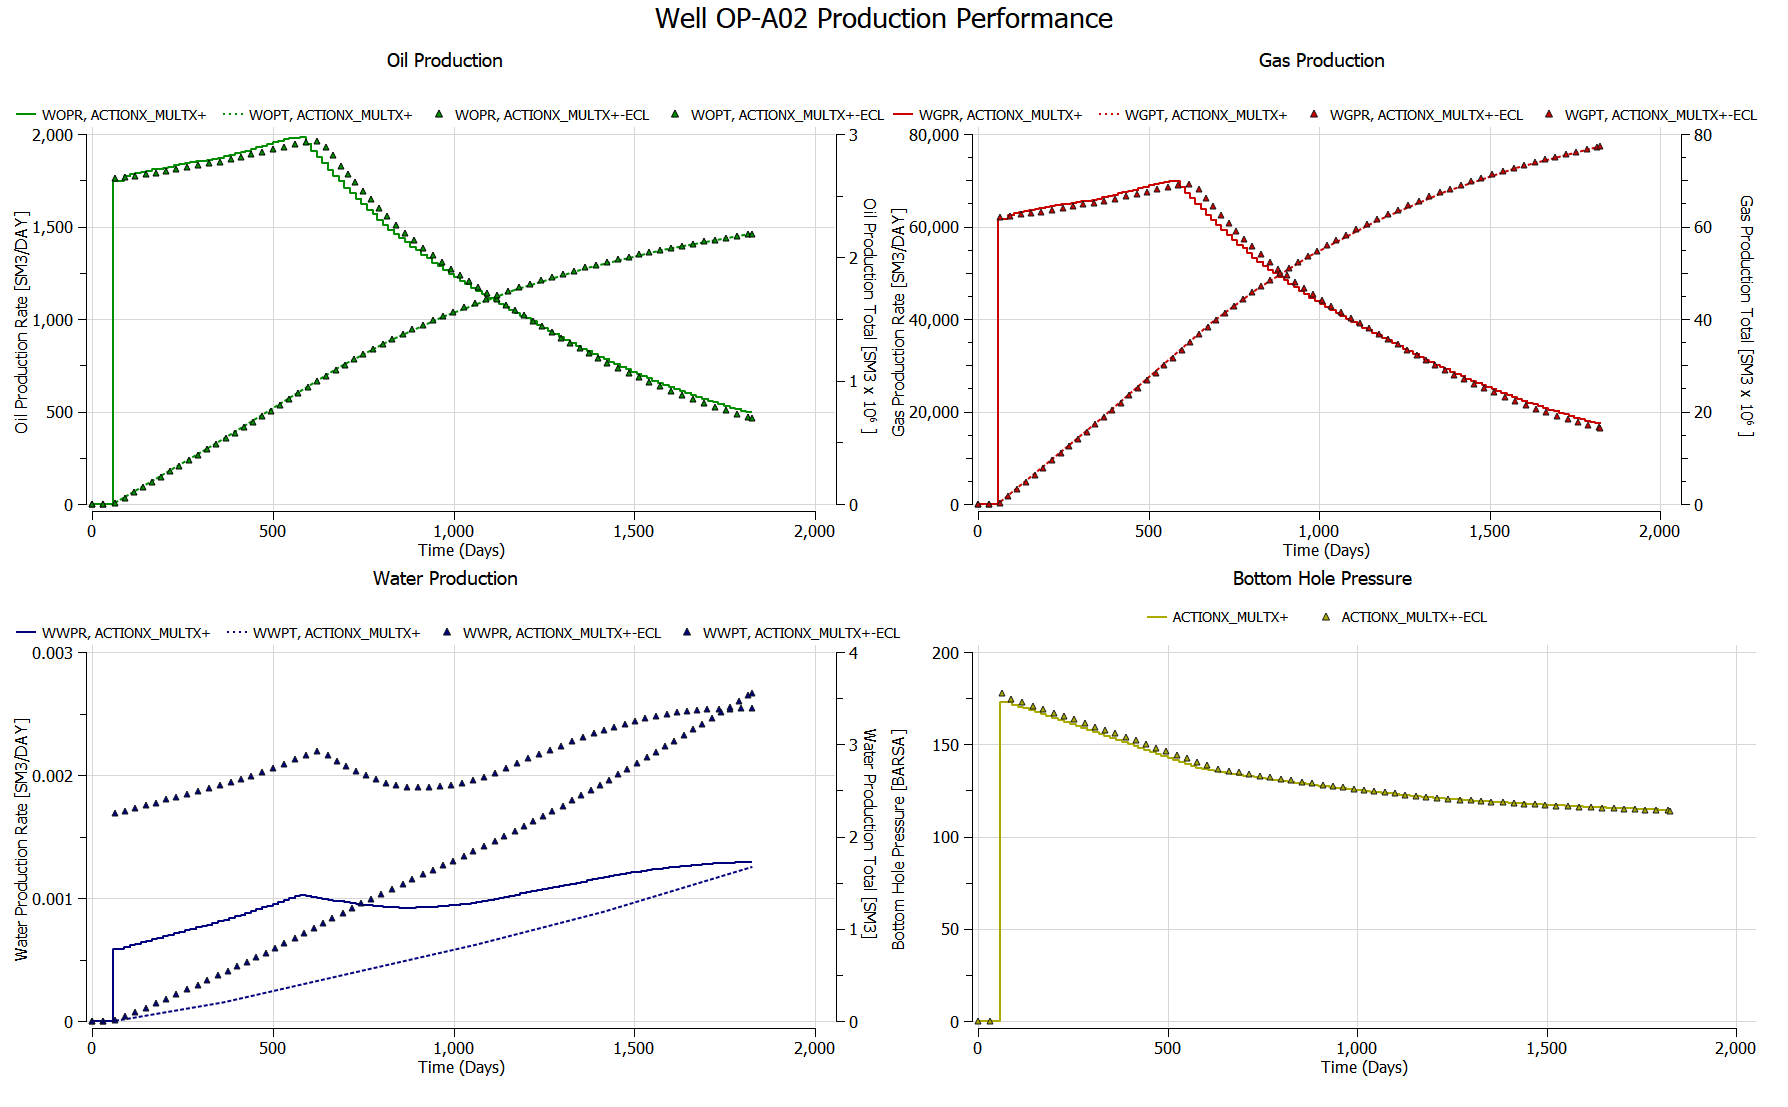 Well OP-A02 Production Performance
Oil Production
WOPR, ACTIONX_MULTX+ WOPT, ACTIONX_MULTX+ WOPR, ACTIONX_MULTX+-ECL WOPT, ACTIONX_MULTX+-ECL
2,000
1,500
1,000
500
0
Oil Production Rate [SM3/DAY]
3
2
1
0
Oil Production Total [SM3 x 10⁶ ]
0 500 1,000 1,500 2,000
Time (Days)
Gas Production
WGPR, ACTIONX_MULTX+ WGPT, ACTIONX_MULTX+ WGPR, ACTIONX_MULTX+-ECL WGPT, ACTIONX_MULTX+-ECL
80,000
60,000
40,000
20,000
0
Gas Production Rate [SM3/DAY]
80
60
40
20
0
Gas Production Total [SM3 x 10⁶ ]
0 500 1,000 1,500 2,000
Time (Days)
Water Production
WWPR, ACTIONX_MULTX+ WWPT, ACTIONX_MULTX+ WWPR, ACTIONX_MULTX+-ECL WWPT, ACTIONX_MULTX+-ECL
0.003
0.002
0.001
0
Water Production Rate [SM3/DAY]
4
3
2
1
0
Water Production Total [SM3]
0 500 1,000 1,500 2,000
Time (Days)
Bottom Hole Pressure
ACTIONX_MULTX+ ACTIONX_MULTX+-ECL
200
150
100
50
0
Bottom Hole Pressure [BARSA]
0 500 1,000 1,500 2,000
Time (Days)